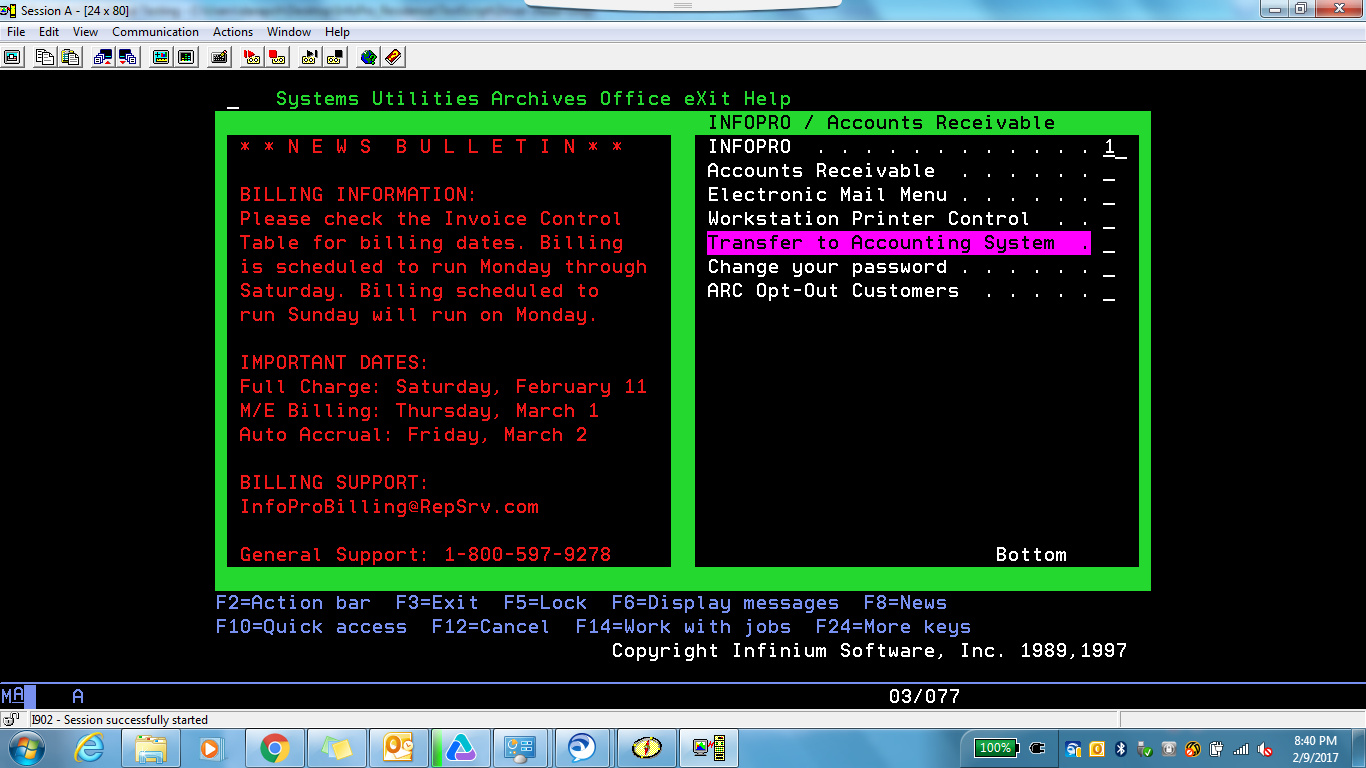 Session A - [24 x 80]
File Edit View Communication Actions Window Help
_ Systems Utilities Archives Office eXit Help
INFOPRO / Accounts Receivable
* * N E W S B U L L E T I N * *
BILLING INFORMATION:
Please check the Invoice Control
Table for billing dates. Billing
is scheduled to run Monday through
Saturday. Billing scheduled to
run Sunday will run on Monday.
IMPORTANT DATES:
Full Charge: Saturday, February 11
M/E Billing: Thursday, March 1
Auto Accrual: Friday, March 2
BILLING SUPPORT:
InfoProBilling@RepSrv.com
General Support: 1-800-597-9278
INFOPRO . . . . . . . . . . . . 1_
Accounts Receivable . . . . . . _
Electronic Mail Menu . . . . . . _
Workstation Printer Control . . _
Transfer to Accounting System . _
Change your password . . . . . . _
ARC Opt-Out Customers . . . . . _
Bottom
F2=Action bar F3=Exit F5=Lock F6=Display messages F8=News
F10=Quick access F12=Cancel F14=Work with jobs F24=More keys
Copyright Infinium Software, Inc. 1989,1997
MA A 03/077
I902 - Session successfully started
100%
8:40 PM
2/9/2017